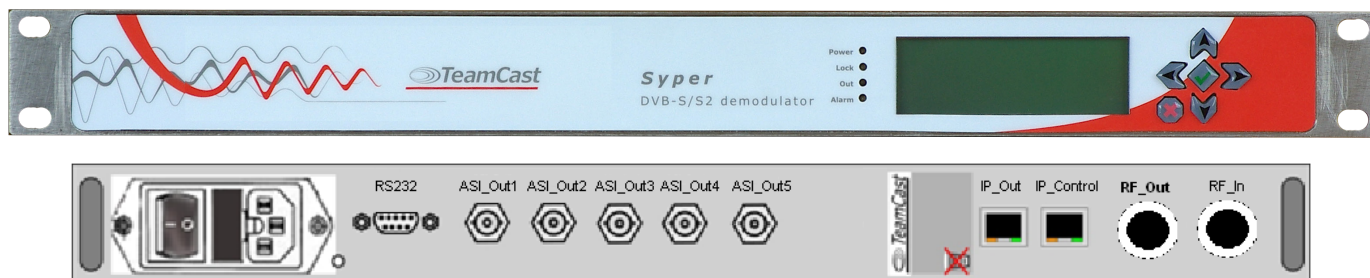 TeamCast
Syper
DVB-S/S2 demodulator
Power
Lock
Out
Alarm
RS232
ASI_Out1
ASI_Out2
ASI_Out3
ASI_Out4
ASI_Out5
TeamCast
IP_Out
IP_Control
RF_Out
RF_In